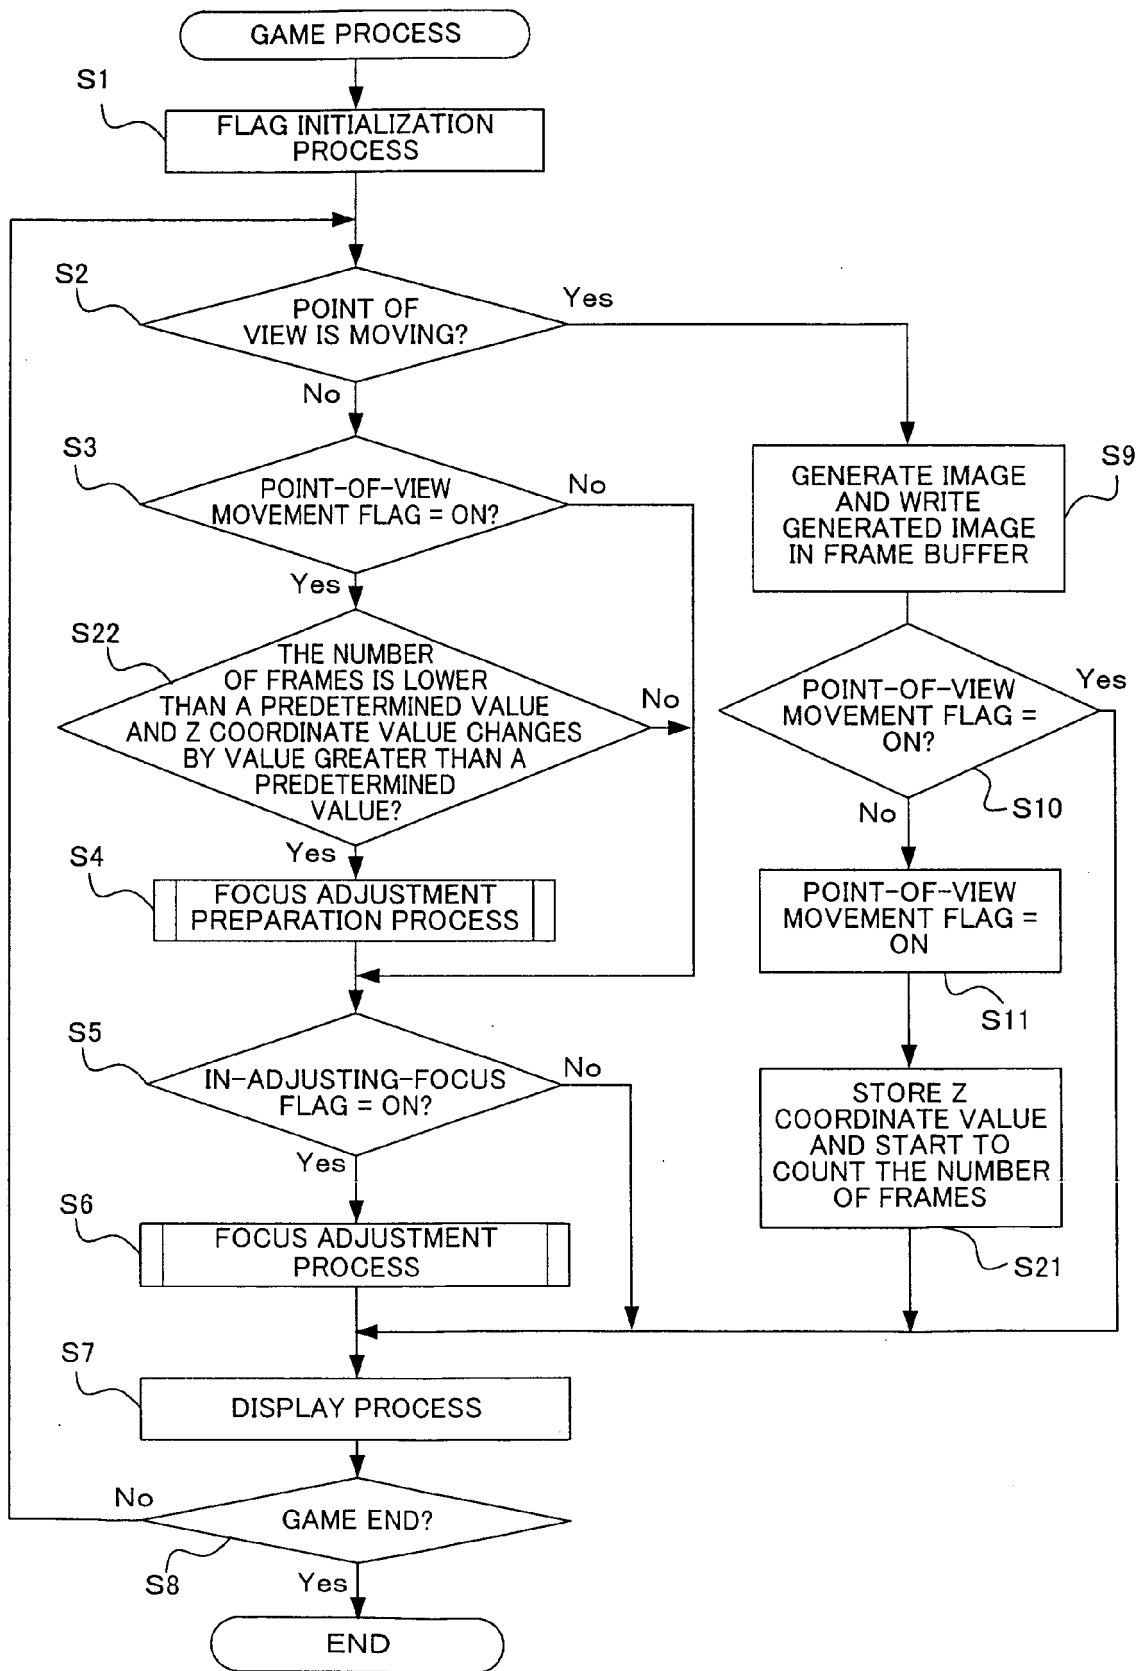 GAME PROCESS
S1
FLAG INITIALIZATION
PROCESS
S2
POINT OF
VIEW IS MOVING?
Yes
No
S3
POINT-OF-VIEW
MOVEMENT FLAG = ON?
No
Yes
S9
GENERATE IMAGE
AND WRITE
GENERATED IMAGE
IN FRAME BUFFER
S22
THE NUMBER
OF FRAMES IS LOWER
THAN A PREDETERMINED VALUE
AND Z COORDINATE VALUE CHANGES
BY VALUE GREATER THAN A
PREDETERMINED
VALUE?
No
Yes
POINT-OF-VIEW
MOVEMENT FLAG =
ON?
Yes
S10
No
S4
FOCUS ADJUSTMENT
PREPARATION PROCESS
POINT-OF-VIEW
MOVEMENT FLAG =
ON
S11
S5
IN-ADJUSTING-FOCUS
FLAG = ON?
No
Yes
STORE Z
COORDINATE VALUE
AND START TO
COUNT THE NUMBER
OF FRAMES
S21
S6
FOCUS ADJUSTMENT
PROCESS
S7
DISPLAY PROCESS
No
GAME END?
S8
Yes
END